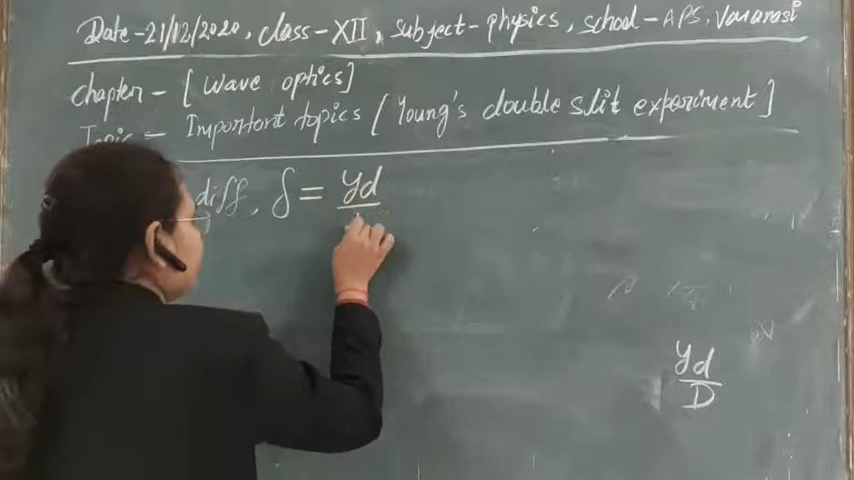 Date-21/12/2020, class-XII, subject-physics, school-APS, Varanasi
chapter - [wave optics]
Topic - Important topics [Young's double slit experiment]
diff, δ = yd
yd
D